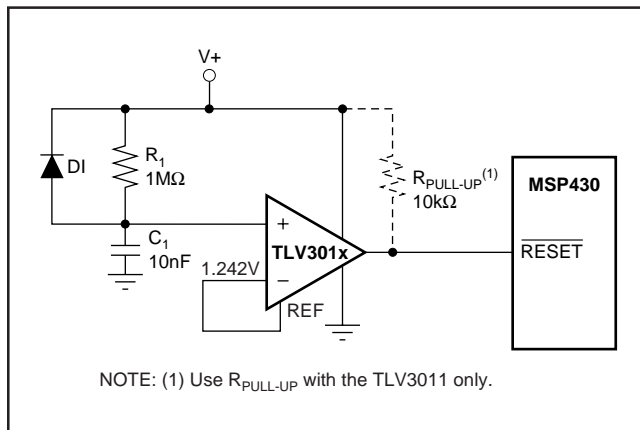 V+
DI
R1
1MΩ
RPULL-UP(1)
10kΩ
MSP430
+
TLV301x
RESET
C1
10nF
1.242V
−
REF
NOTE: (1) Use RPULL-UP with the TLV3011 only.